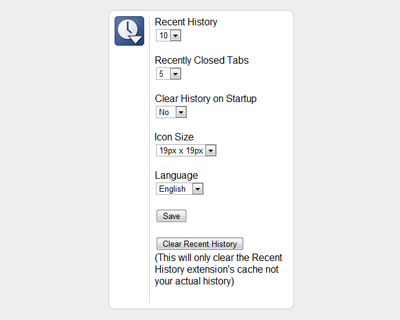 Recent History
10
Recently Closed Tabs
5
Clear History on Startup
No
Icon Size
19px x 19px
Language
English
Save
Clear Recent History
(This will only clear the Recent
History extension's cache not
your actual history)